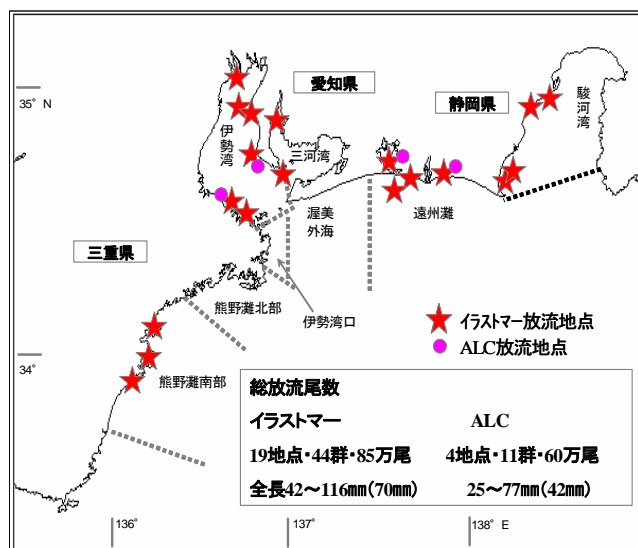 35° N
愛知県
静岡県
駿河湾
伊勢湾
三河湾
渥美
外海
遠州灘
三重県
熊野灘北部
伊勢湾口
イラストマー放流地点
ALC放流地点
34°
熊野灘南部
総放流尾数
イラストマー ALC
19地点・44群・85万尾 4地点・11群・60万尾
全長42～116㎜(70㎜) 25～77㎜(42㎜)
136° 137° 138° E